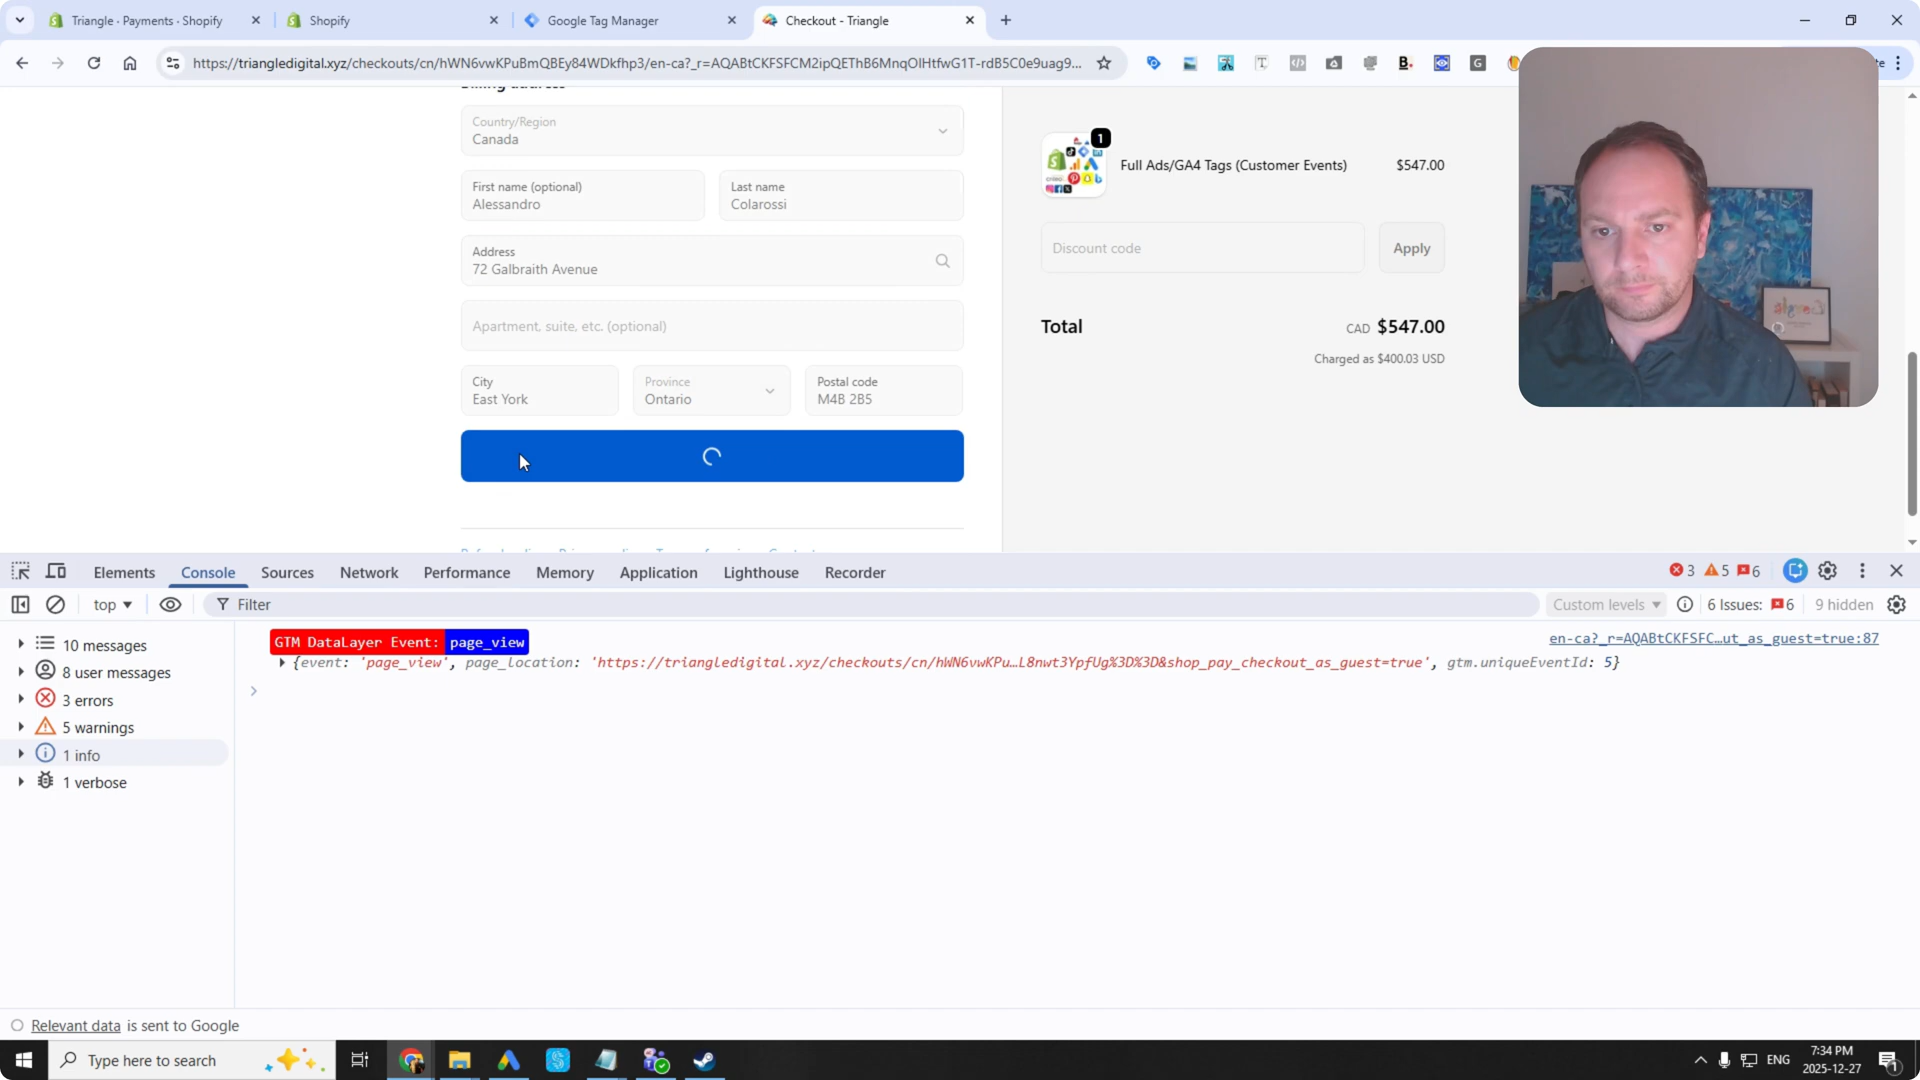 Triangle · Payments · Shopify
Shopify
Google Tag Manager
Checkout - Triangle
https://triangledigital.xyz/checkouts/cn/hWN6vwKPuBmQBEy84WDkfhp3/en-ca?_r=AQABtCKFSFCM2ipQEThB6MnqOlHtfwG1T-rdB5C0e9uag9...
Billing address
Country/Region
Canada
First name (optional)
Alessandro
Last name
Colarossi
Address
72 Galbraith Avenue
Apartment, suite, etc. (optional)
City
East York
Province
Ontario
Postal code
M4B 2B5
1
Full Ads/GA4 Tags (Customer Events)
$547.00
Discount code
Apply
Total
CAD $547.00
Charged as $400.03 USD
Elements
Console
Sources
Network
Performance
Memory
Application
Lighthouse
Recorder
3
5
6
top
Filter
Custom levels
6 Issues:
6
9 hidden
10 messages
8 user messages
3 errors
5 warnings
1 info
1 verbose
GTM DataLayer Event: page_view
en-ca?_r=AQABtCKFSFC…ut_as_guest=true:87
{event: 'page_view', page_location: 'https://triangledigital.xyz/checkouts/cn/hWN6vwKPu…L8nwt3YpfUg%3D%3D&shop_pay_checkout_as_guest=true', gtm.uniqueEventId: 5}
Relevant data is sent to Google
Type here to search
ENG
7:34 PM
2025-12-27
1